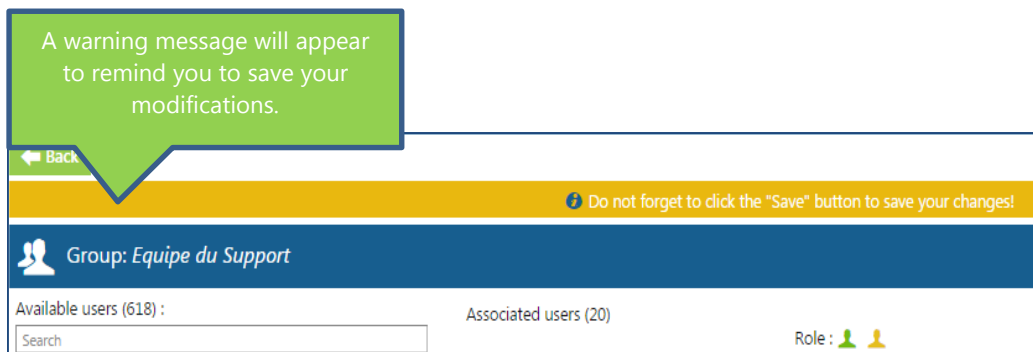 A warning message will appear
to remind you to save your
modifications.
Back
Do not forget to click the "Save" button to save your changes!
Group: Equipe du Support
Available users (618) :
Associated users (20)
Search
Role :